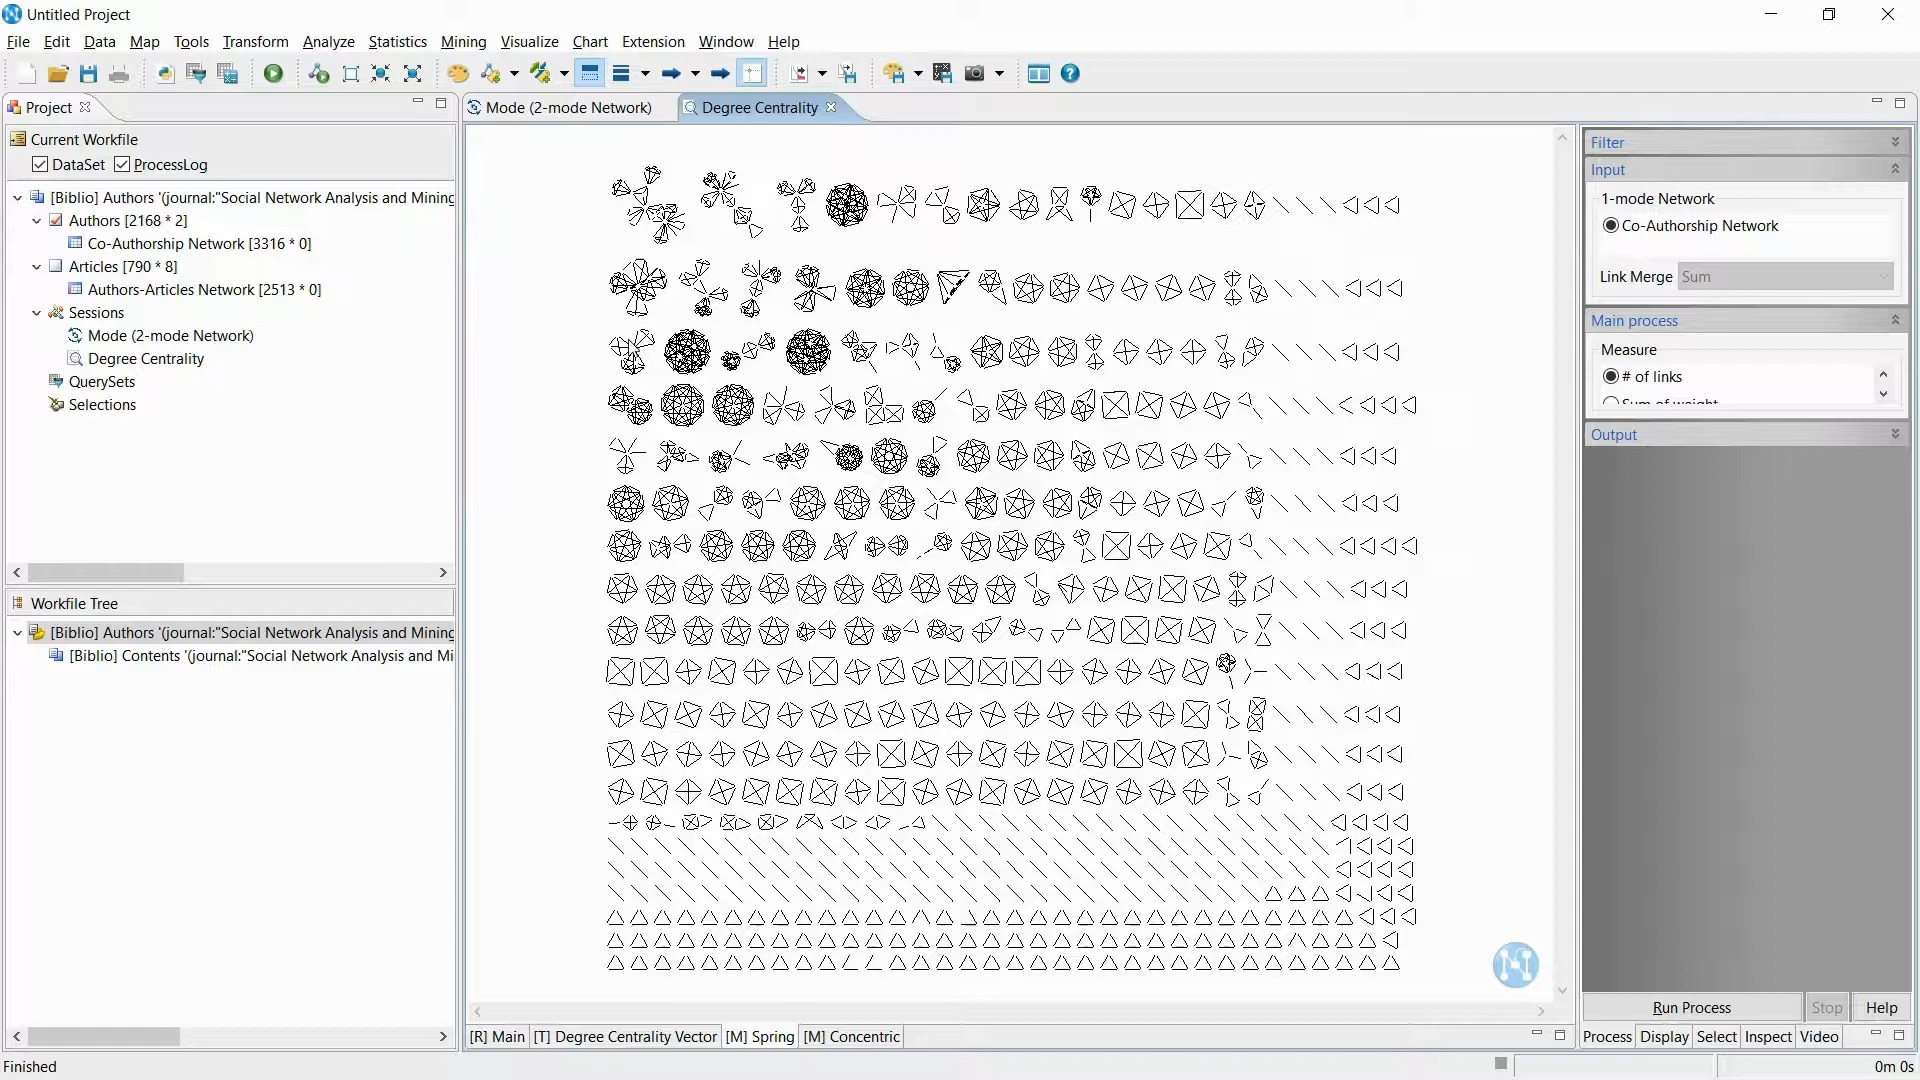 Untitled Project
File Edit Data Map Tools Transform Analyze Statistics Mining Visualize Chart Extension Window Help
Project
Mode (2-mode Network)
Degree Centrality
Current Workfile
DataSet
ProcessLog
[Biblio] Authors '(journal:"Social Network Analysis and Mining
Authors [2168 * 2]
Co-Authorship Network [3316 * 0]
Articles [790 * 8]
Authors-Articles Network [2513 * 0]
Sessions
Mode (2-mode Network)
Degree Centrality
QuerySets
Selections
Workfile Tree
[Biblio] Authors '(journal:"Social Network Analysis and Mining
[Biblio] Contents '(journal:"Social Network Analysis and Mi
Filter
Input
1-mode Network
Co-Authorship Network
Link Merge Sum
Main process
Measure
# of links
Sum of weight
Output
Run Process Stop Help
[R] Main [T] Degree Centrality Vector [M] Spring [M] Concentric
Process Display Select Inspect Video
Finished
0m 0s